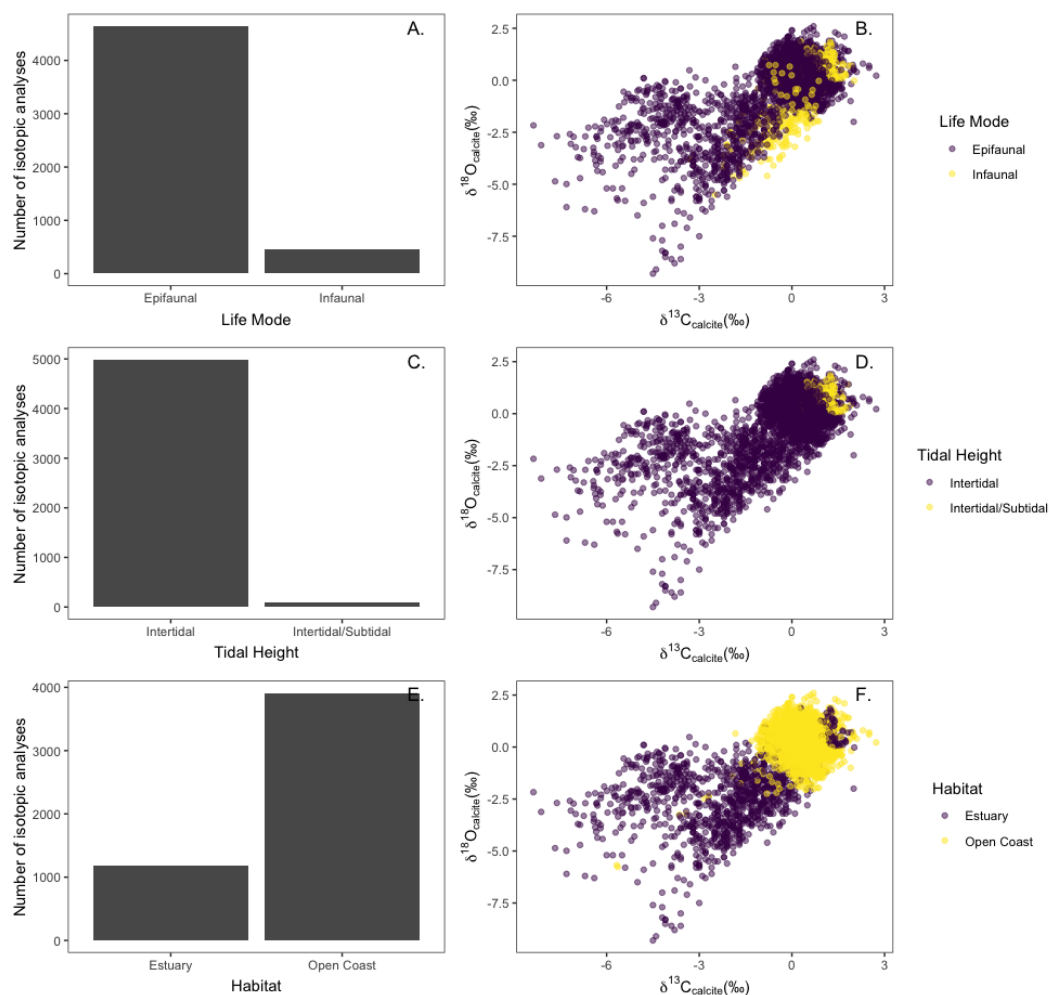 A.
Number of isotopic analyses
4000
3000
2000
1000
0
Epifaunal Infaunal
Life Mode
B.
δ18Ocalcite(‰)
2.5
0.0
-2.5
-5.0
-7.5
-6 -3 0 3
δ13Ccalcite(‰)
Life Mode
Epifaunal
Infaunal
C.
Number of isotopic analyses
5000
4000
3000
2000
1000
0
Intertidal Intertidal/Subtidal
Tidal Height
D.
δ18Ocalcite(‰)
2.5
0.0
-2.5
-5.0
-7.5
-6 -3 0 3
δ13Ccalcite(‰)
Tidal Height
Intertidal
Intertidal/Subtidal
E.
Number of isotopic analyses
4000
3000
2000
1000
0
Estuary Open Coast
Habitat
F.
δ18Ocalcite(‰)
2.5
0.0
-2.5
-5.0
-7.5
-6 -3 0 3
δ13Ccalcite(‰)
Habitat
Estuary
Open Coast